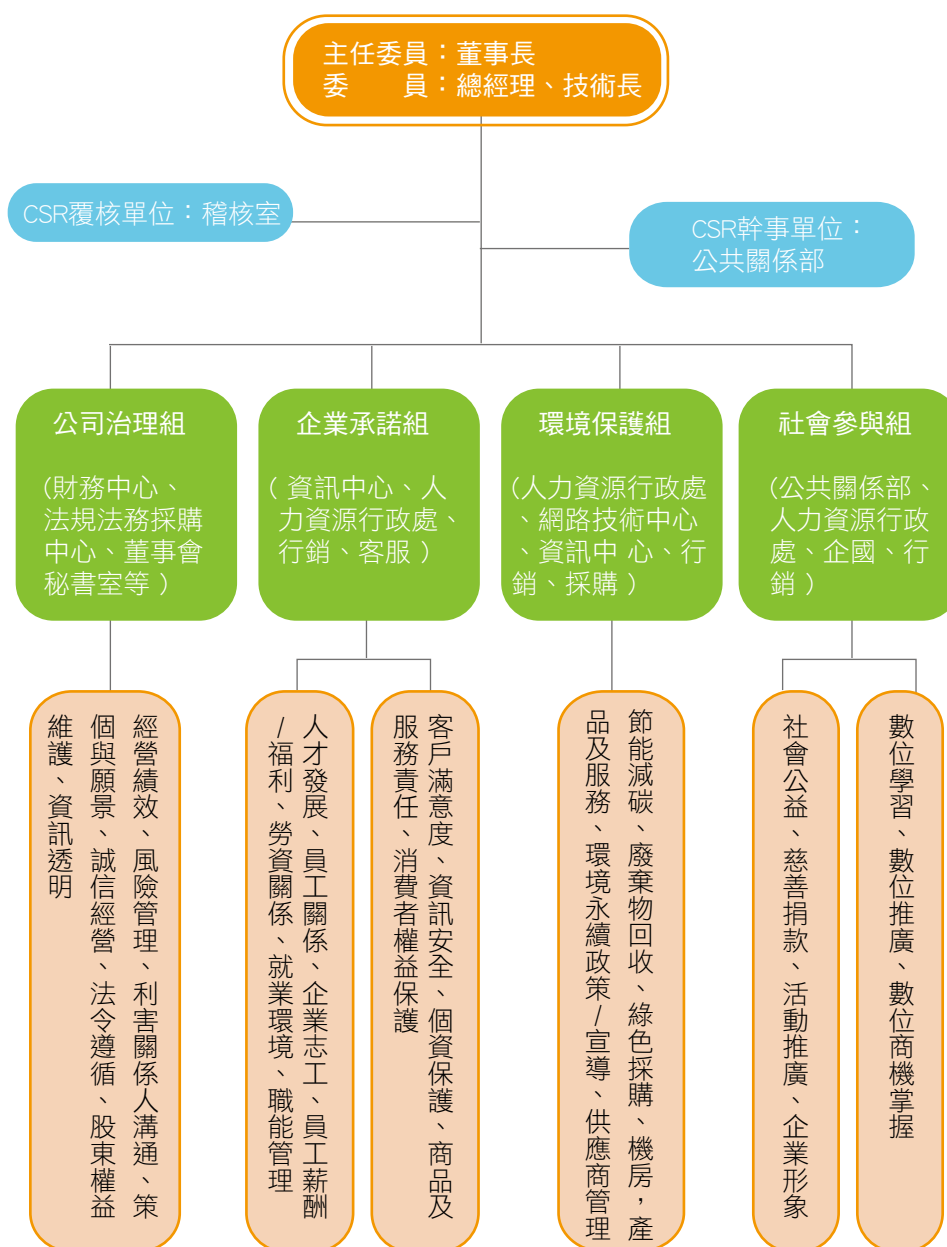 主任委員：董事長
委　　員：總經理、技術長
CSR覆核單位：稽核室
CSR幹事單位：
公共關係部
公司治理組
(財務中心、
法規法務採購
中心、董事會
秘書室等 )
企業承諾組
( 資訊中心、人
力資源行政處、
行銷、客服 )
環境保護組
(人力資源行政處
、網路技術中心
、資訊中 心、行
銷、採購 )
社會參與組
(公共關係部、
人力資源行政
處、企國、行
銷 )
經營績效、風險管理、利害關係人溝通、策
個與願景、誠信經營、法令遵循、股東權益
維護、資訊透明
人才發展、員工關係、企業志工、員工薪酬
/福利、勞資關係、就業環境、職能管理
客戶滿意度、資訊安全、個資保護、商品及
服務責任、消費者權益保護
節能減碳、廢棄物回收、綠色採購、機房，產
品及服務、環境永續政策/宣導、供應商管理
社會公益、慈善捐款、活動推廣、企業形象
數位學習、數位推廣、數位商機掌握